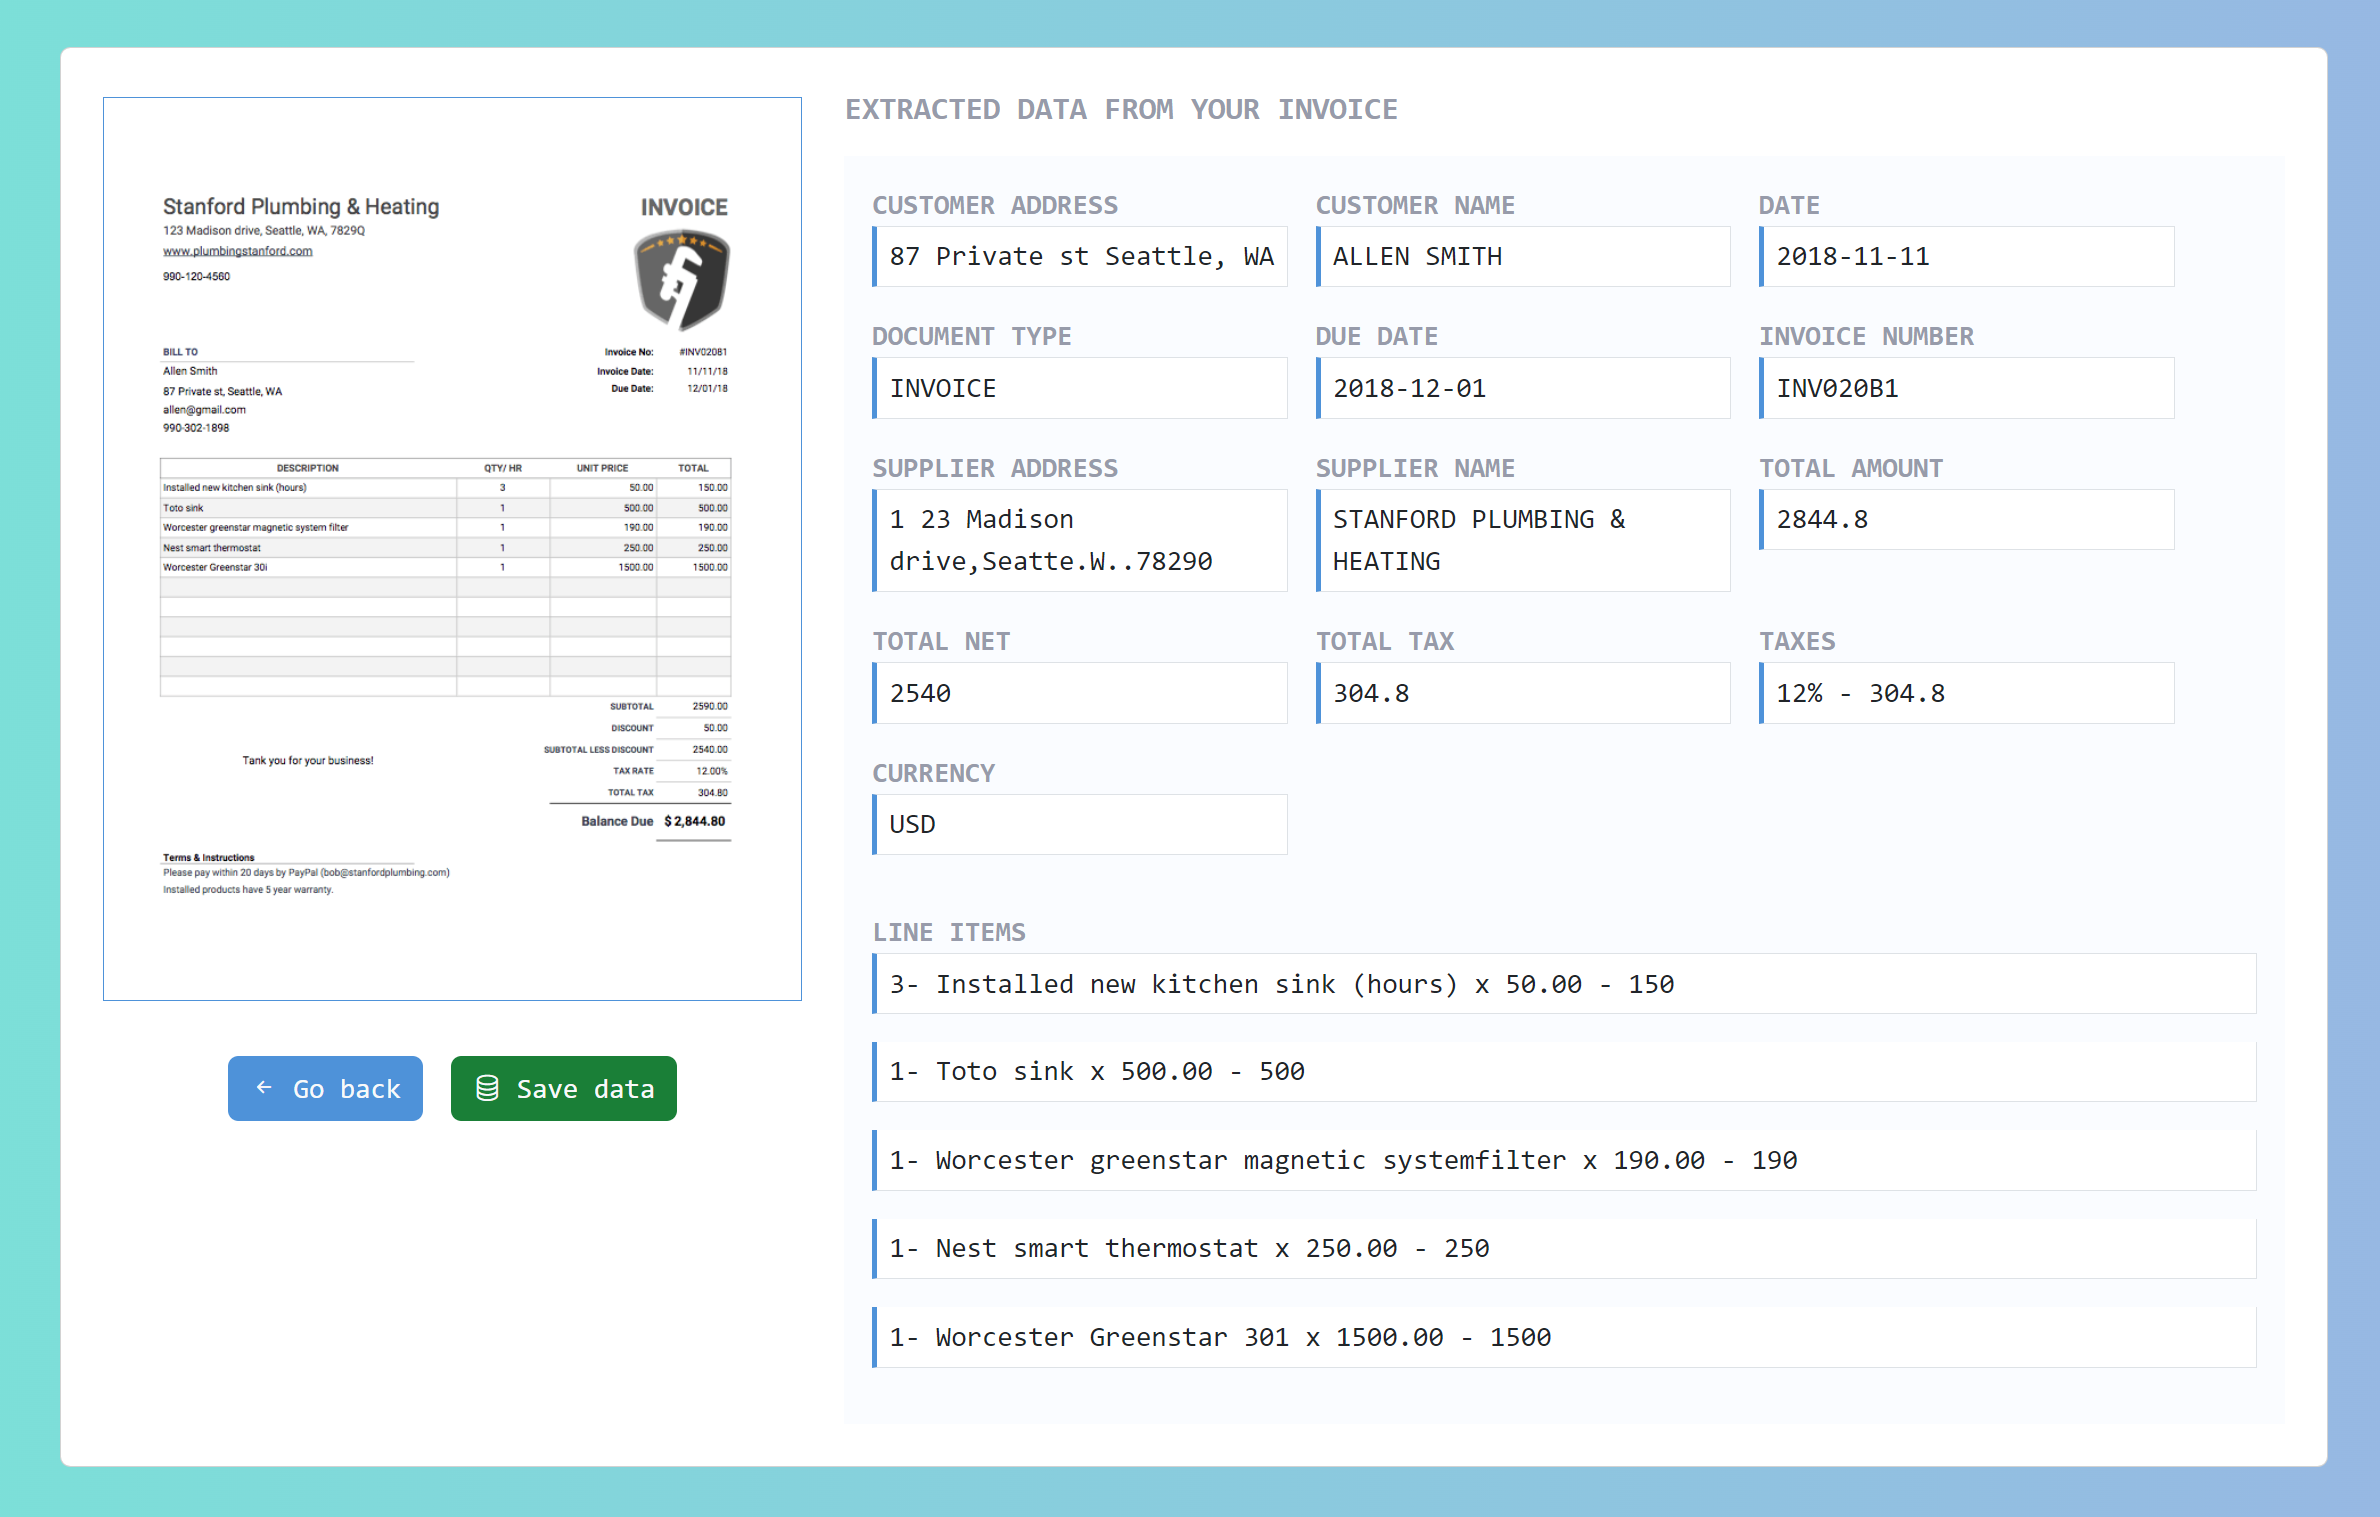 Stanford Plumbing & Heating
INVOICE
123 Madison drive, Seattle, WA, 7829Q
www.plumbingstanford.com
990-120-4560
BILL TO
Allen Smith
87 Private st, Seattle, WA
allen@gmail.com
990-302-1898
Invoice No: #INV02081
Invoice Date: 11/11/18
Due Date: 12/01/18
DESCRIPTION QTY/ HR UNIT PRICE TOTAL
Installed new kitchen sink (hours) 3 50.00 150.00
Toto sink 1 500.00 500.00
Worcester greenstar magnetic system filter 1 190.00 190.00
Nest smart thermostat 1 250.00 250.00
Worcester Greenstar 30i 1 1500.00 1500.00
SUBTOTAL 2590.00
DISCOUNT 50.00
SUBTOTAL LESS DISCOUNT 2540.00
TAX RATE 12.00%
TOTAL TAX 304.80
Balance Due $ 2,844.80
Tank you for your business!
Terms & Instructions
Please pay within 20 days by PayPal (bob@stanfordplumbing.com)
Installed products have 5 year warranty.
← Go back
Save data
EXTRACTED DATA FROM YOUR INVOICE
CUSTOMER ADDRESS
87 Private st Seattle, WA
CUSTOMER NAME
ALLEN SMITH
DATE
2018-11-11
DOCUMENT TYPE
INVOICE
DUE DATE
2018-12-01
INVOICE NUMBER
INV020B1
SUPPLIER ADDRESS
1 23 Madison
drive,Seatte.W..78290
SUPPLIER NAME
STANFORD PLUMBING &
HEATING
TOTAL AMOUNT
2844.8
TOTAL NET
2540
TOTAL TAX
304.8
TAXES
12% - 304.8
CURRENCY
USD
LINE ITEMS
3- Installed new kitchen sink (hours) x 50.00 - 150
1- Toto sink x 500.00 - 500
1- Worcester greenstar magnetic systemfilter x 190.00 - 190
1- Nest smart thermostat x 250.00 - 250
1- Worcester Greenstar 301 x 1500.00 - 1500